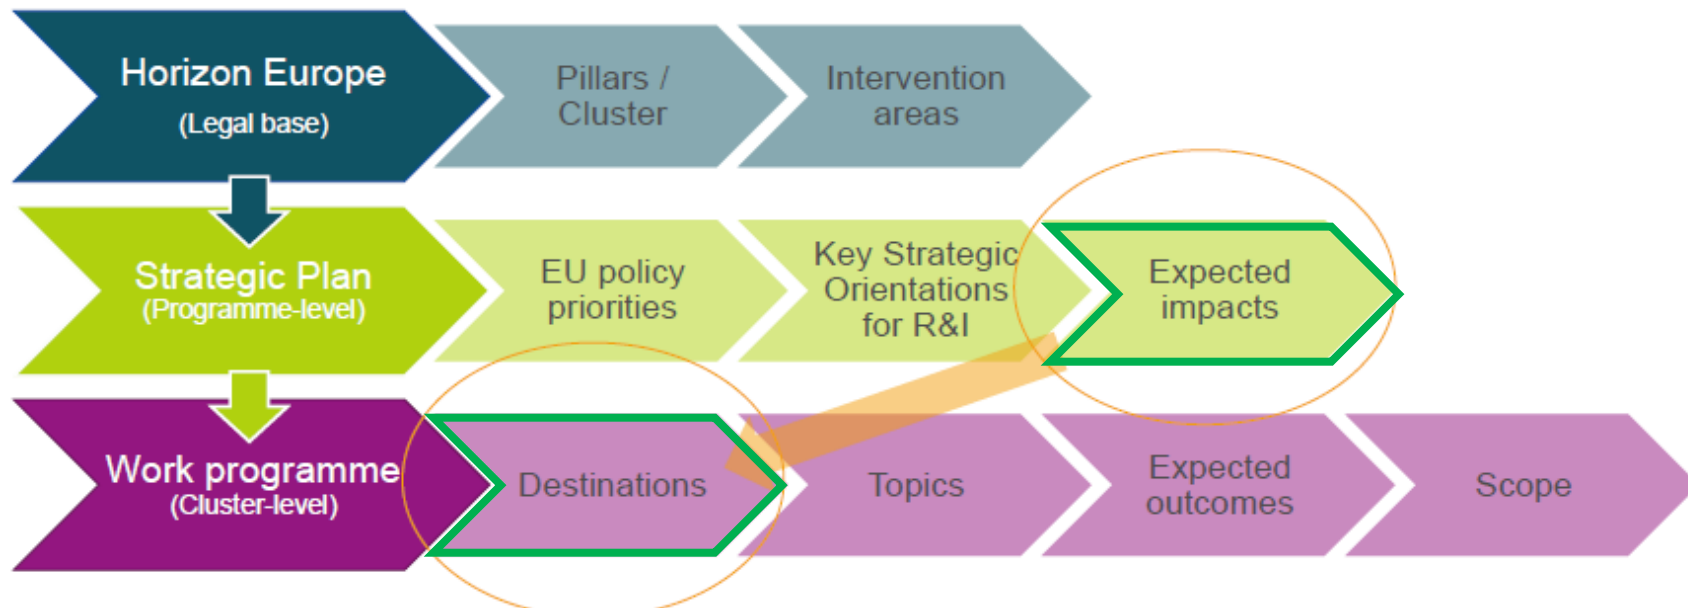 Horizon Europe
(Legal base)
Pillars /
Cluster
Intervention
areas
Strategic Plan
(Programme-level)
EU policy
priorities
Key Strategic
Orientations
for R&I
Expected
impacts
Work programme
(Cluster-level)
Destinations
Topics
Expected
outcomes
Scope